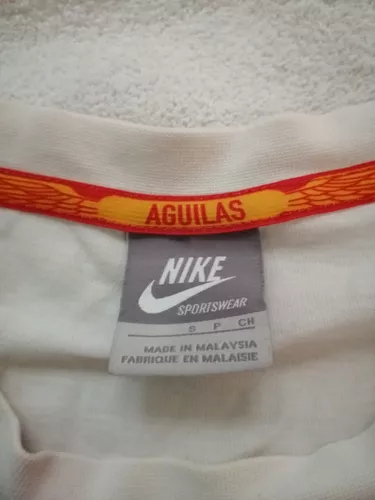 AGUILAS
NIKE
SPORTSWEAR
S P CH
MADE IN MALAYSIA
FABRIQUE EN MALAISIE